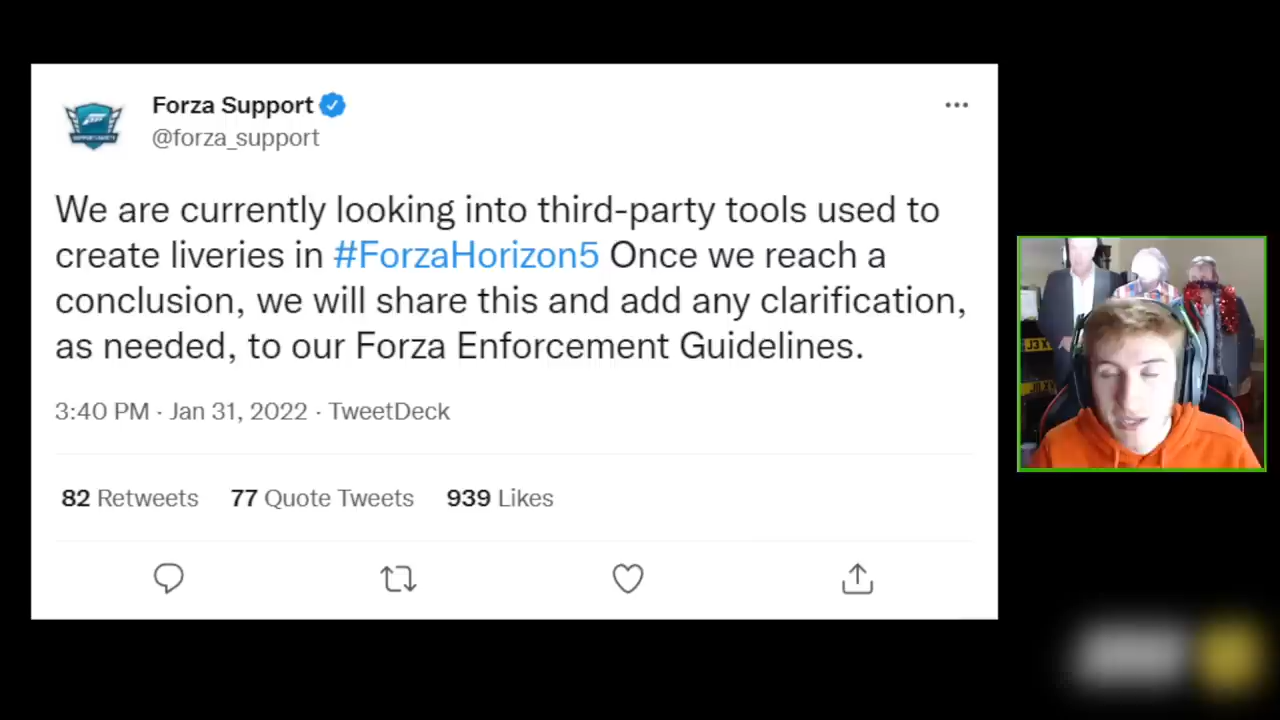 Forza Support
@forza_support
We are currently looking into third-party tools used to
create liveries in #ForzaHorizon5 Once we reach a
conclusion, we will share this and add any clarification,
as needed, to our Forza Enforcement Guidelines.
3:40 PM · Jan 31, 2022 · TweetDeck
82 Retweets 77 Quote Tweets 939 Likes